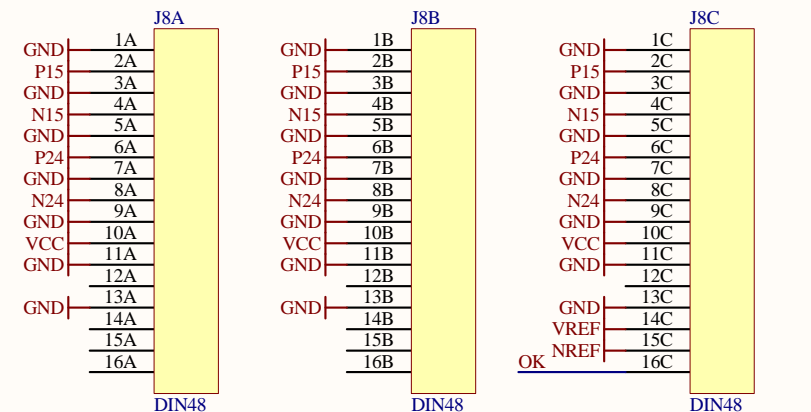 J8A J8B J8C
GND 1A GND 1B GND 1C
P15 2A P15 2B P15 2C
GND 3A GND 3B GND 3C
N15 4A N15 4B N15 4C
GND 5A GND 5B GND 5C
P24 6A P24 6B P24 6C
GND 7A GND 7B GND 7C
N24 8A N24 8B N24 8C
GND 9A GND 9B GND 9C
VCC 10A VCC 10B VCC 10C
GND 11A GND 11B GND 11C
12A 12B 12C
GND 13A GND 13B GND 13C
14A 14B VREF 14C
15A 15B NREF 15C
16A 16B OK 16C
DIN48 DIN48 DIN48